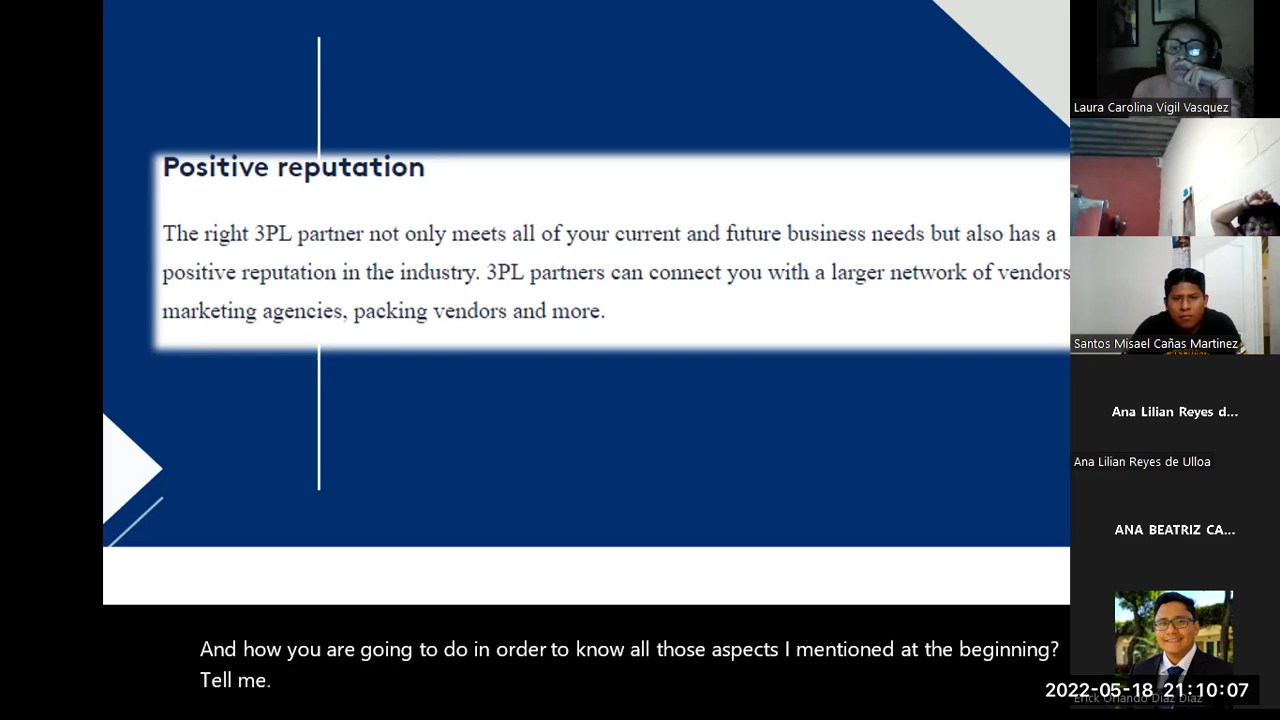 Positive reputation
The right 3PL partner not only meets all of your current and future business needs but also has a
positive reputation in the industry. 3PL partners can connect you with a larger network of vendors
marketing agencies, packing vendors and more.
And how you are going to do in order to know all those aspects I mentioned at the beginning?
Tell me.
Laura Carolina Vigil Vasquez
Santos Misael Cañas Martinez
Ana Lilian Reyes d...
Ana Lilian Reyes de Ulloa
ANA BEATRIZ CA...
Erick Orlando Díaz Díaz
2022-05-18 21:10:07